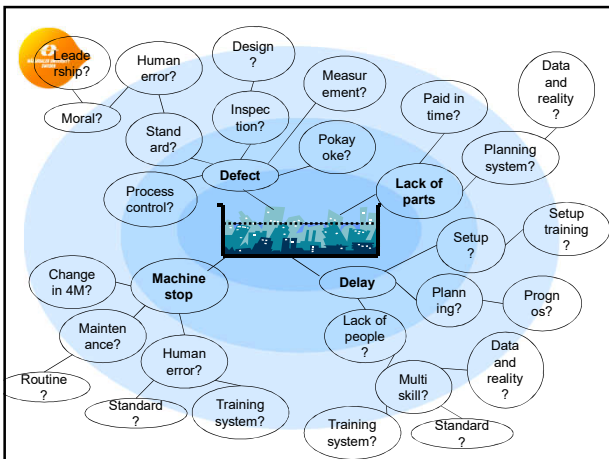 Leade
rship?
Human
error?
Design
?
Measur
ement?
Data
and
reality
?
Moral?
Stand
ard?
Inspec
tion?
Pokay
oke?
Paid in
time?
Planning
system?
Defect
Lack of
parts
Process
control?
Setup
?
Setup
training
?
Change
in 4M?
Machine
stop
Delay
Plann
ing?
Progn
os?
Mainten
ance?
Human
error?
Lack of
people
?
Data
and
reality
?
Routine
?
Standard
?
Training
system?
Multi
skill?
Training
system?
Standard
?